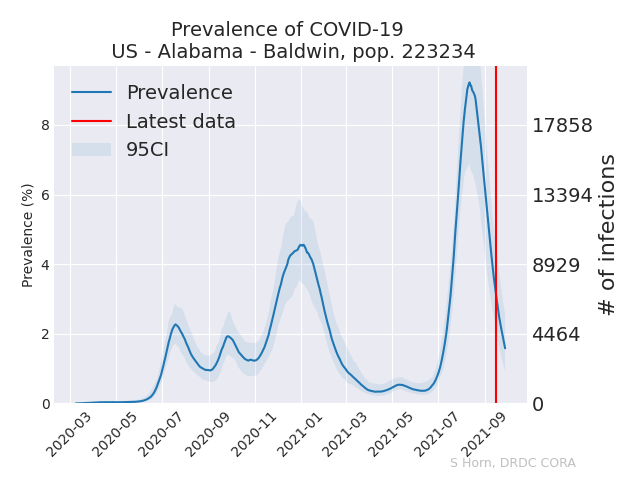 Prevalence of COVID-19
US - Alabama - Baldwin, pop. 223234
Prevalence
Latest data
95CI
Prevalence (%)
8
6
4
2
0
17858
13394
8929
4464
0
# of infections
2020-03
2020-05
2020-07
2020-09
2020-11
2021-01
2021-03
2021-05
2021-07
2021-09
S Horn, DRDC CORA